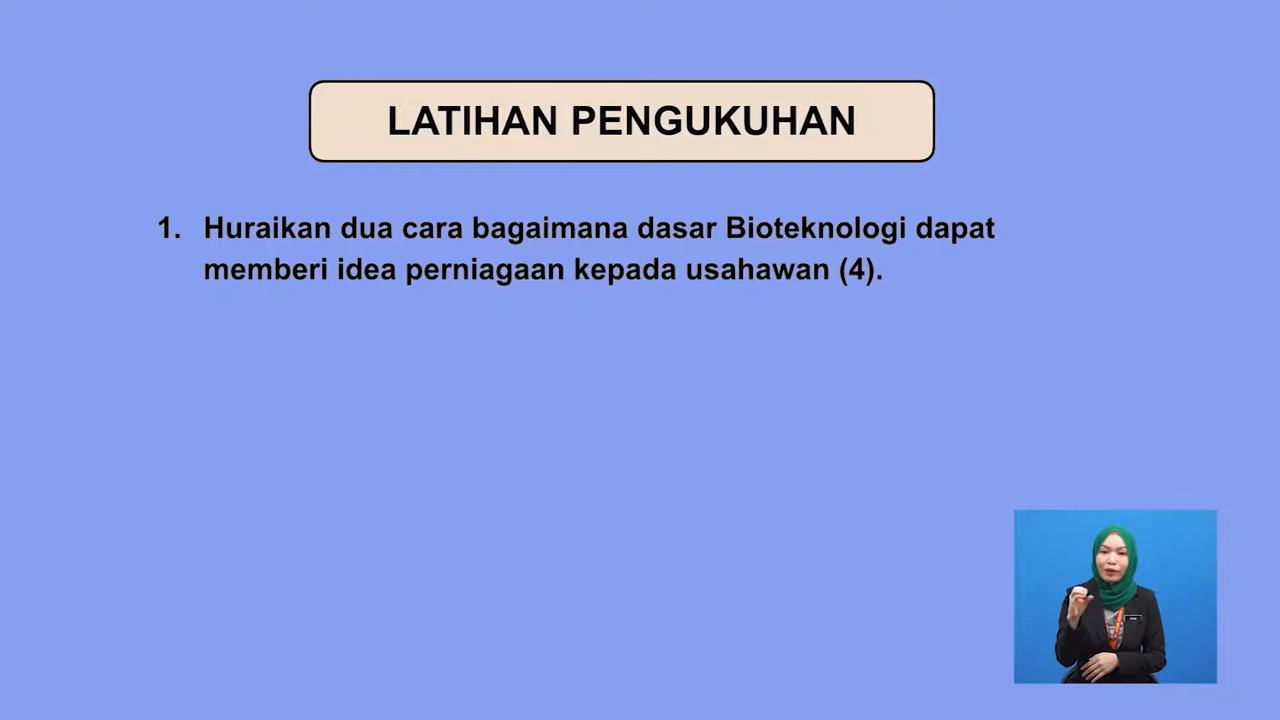 LATIHAN PENGUKUHAN
1. Huraikan dua cara bagaimana dasar Bioteknologi dapat
memberi idea perniagaan kepada usahawan (4).